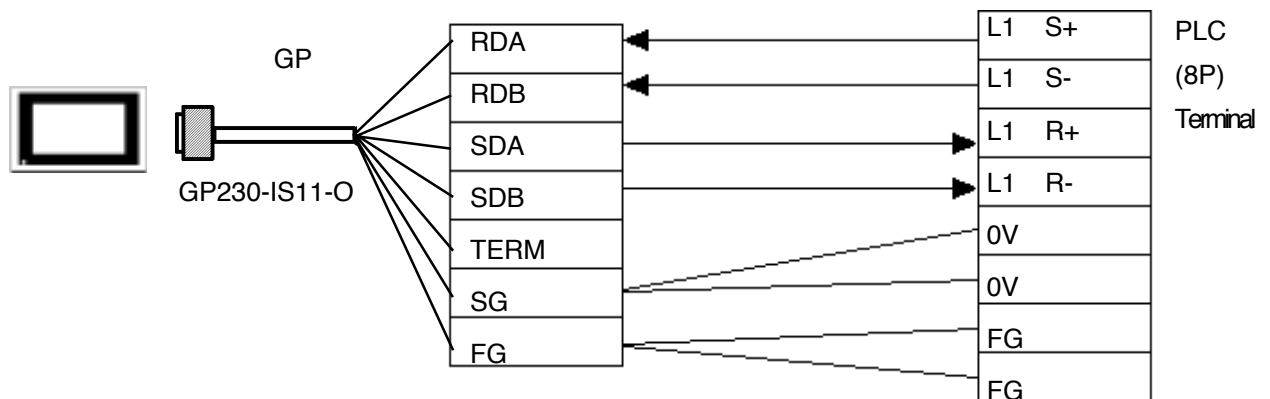 GP
GP230-IS11-O
RDA
RDB
SDA
SDB
TERM
SG
FG
L1 S+
L1 S-
L1 R+
L1 R-
0V
0V
FG
FG
PLC
(8P)
Terminal